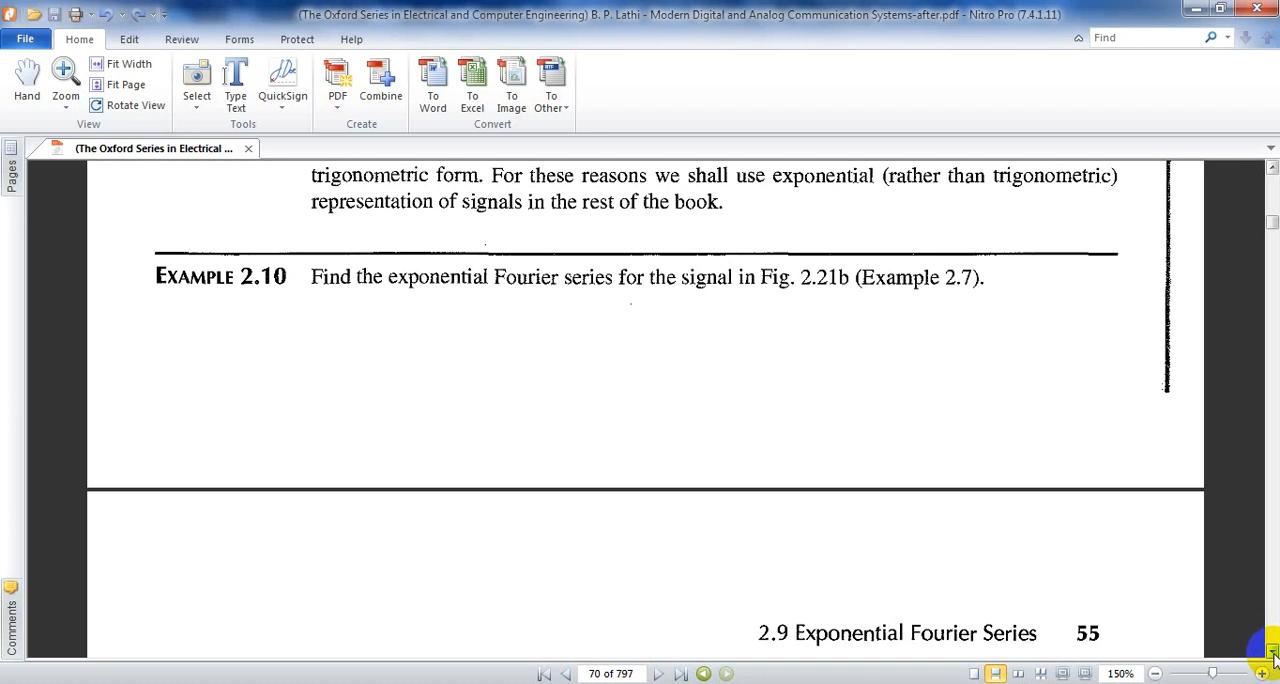 (The Oxford Series in Electrical and Computer Engineering) B. P. Lathi - Modern Digital and Analog Communication Systems-after.pdf - Nitro Pro (7.4.1.11)
File Home Edit Review Forms Protect Help Find
Hand Zoom Fit Width Fit Page Rotate View
Select Type Text QuickSign
PDF Combine
To Word To Excel To Image To Other
View Tools Create Convert
(The Oxford Series in Electrical ...
Pages
trigonometric form. For these reasons we shall use exponential (rather than trigonometric)
representation of signals in the rest of the book.
EXAMPLE 2.10 Find the exponential Fourier series for the signal in Fig. 2.21b (Example 2.7).
2.9 Exponential Fourier Series 55
Comments
70 of 797 150%